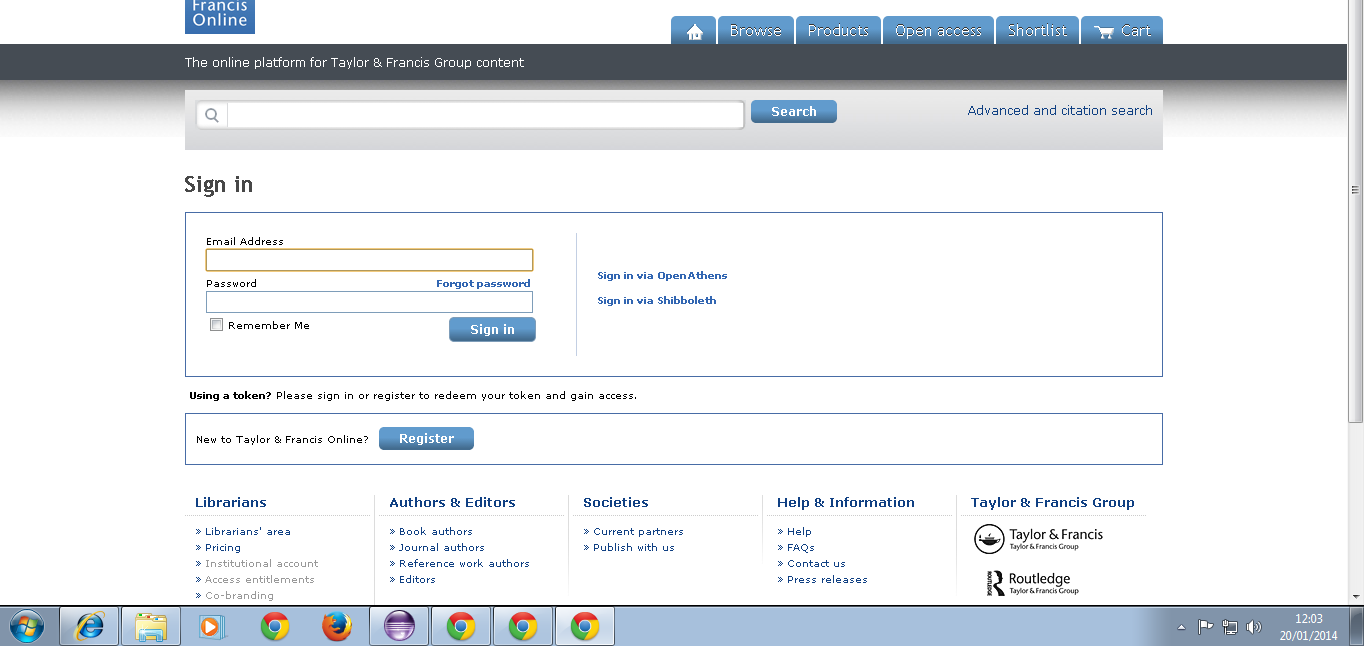 Francis
Online
Browse
Products
Open access
Shortlist
Cart
The online platform for Taylor & Francis Group content
Search
Advanced and citation search
Sign in
Email Address
Password
Forgot password
Remember Me
Sign in
Sign in via OpenAthens
Sign in via Shibboleth
Using a token? Please sign in or register to redeem your token and gain access.
New to Taylor & Francis Online?
Register
Librarians
» Librarians' area
» Pricing
» Institutional account
» Access entitlements
» Co-branding
Authors & Editors
» Book authors
» Journal authors
» Reference work authors
» Editors
Societies
» Current partners
» Publish with us
Help & Information
» Help
» FAQs
» Contact us
» Press releases
Taylor & Francis Group
Taylor & Francis
Taylor & Francis Group
Routledge
Taylor & Francis Group
12:03
20/01/2014